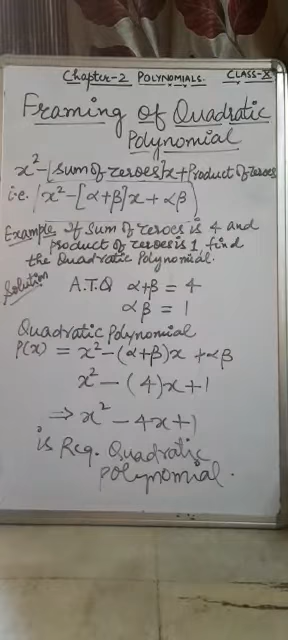 Chapter-2 POLYNOMIALS. CLASS-X
Framing of Quadratic
Polynomial
x² - [sum of zeroes]x + Product of zeroes
i.e. x² - [α+β]x + αβ
Example If Sum of zeroes is 4 and
product of zeroes is 1, find
the Quadratic Polynomial.
Solution A.T.Q α+β = 4
αβ = 1
Quadratic Polynomial
P(x) = x² - (α+β)x + αβ
x² - (4)x + 1
⇒ x² - 4x + 1
is Req. Quadratic
polynomial.